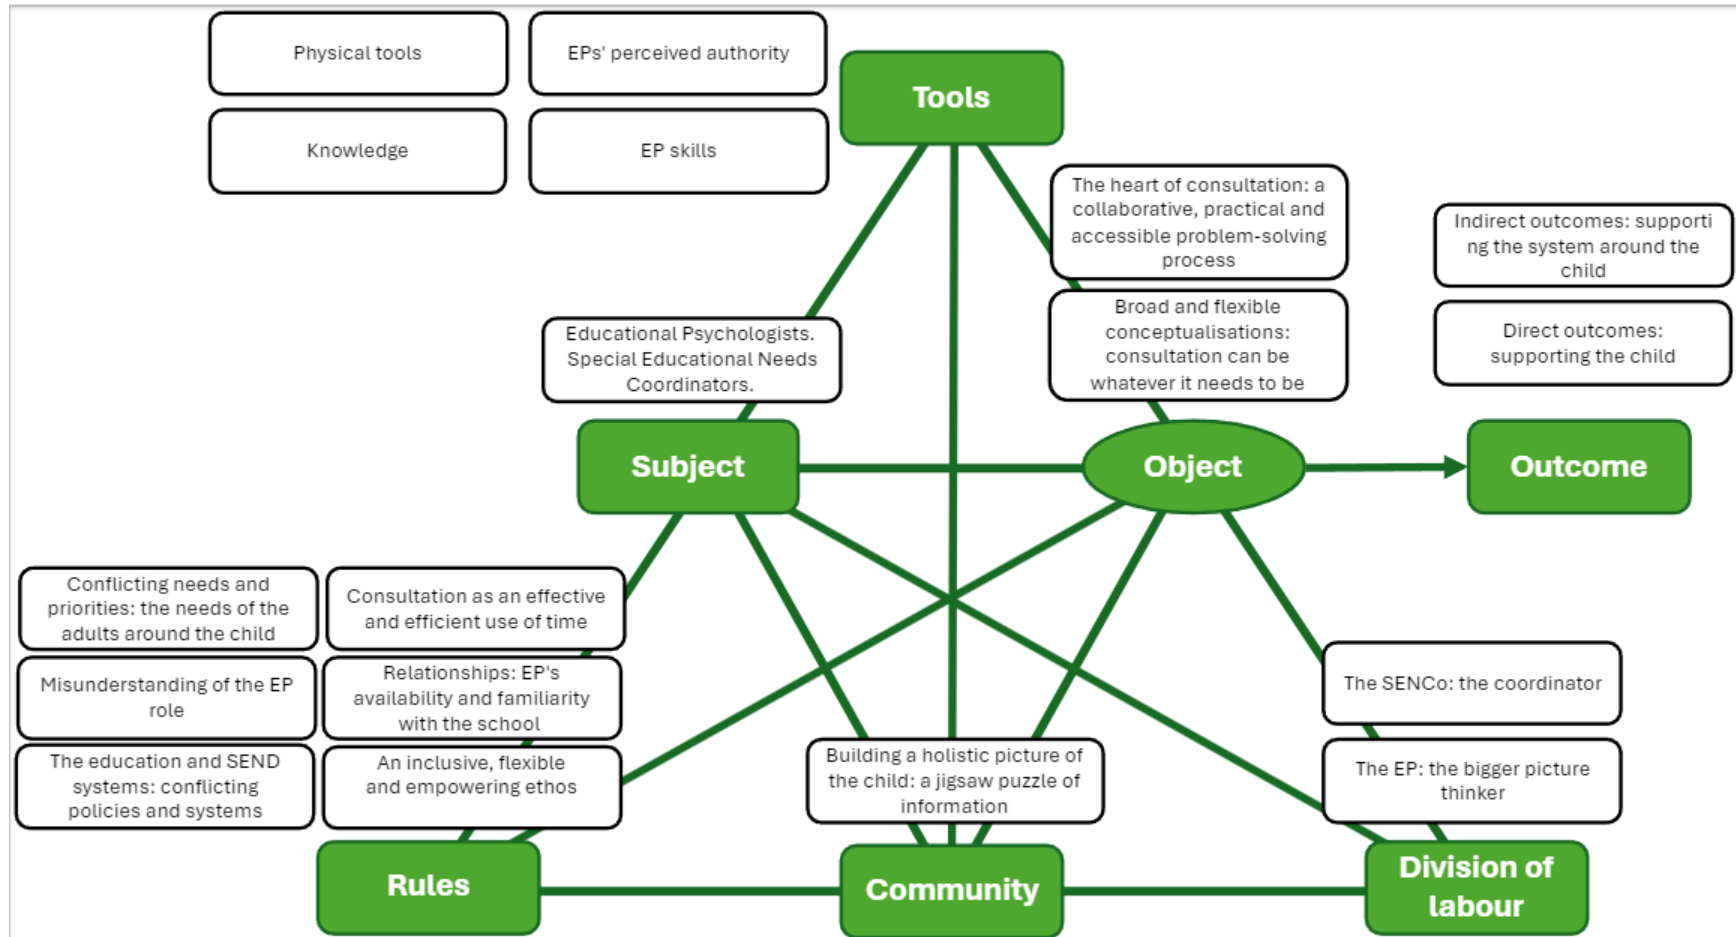 Physical tools
EPs' perceived authority
Tools
Knowledge
EP skills
The heart of consultation: a
collaborative, practical and
accessible problem-solving
process
Indirect outcomes: supporti
ng the system around the
child
Broad and flexible
conceptualisations:
consultation can be
whatever it needs to be
Direct outcomes:
supporting the child
Educational Psychologists.
Special Educational Needs
Coordinators.
Subject
Object
Outcome
Conflicting needs and
priorities: the needs of the
adults around the child
Consultation as an effective
and efficient use of time
Misunderstanding of the EP
role
Relationships: EP's
availability and familiarity
with the school
The SENCo: the coordinator
The education and SEND
systems: conflicting
policies and systems
An inclusive, flexible
and empowering ethos
Building a holistic picture of
the child: a jigsaw puzzle of
information
The EP: the bigger picture
thinker
Rules
Community
Division of
labour